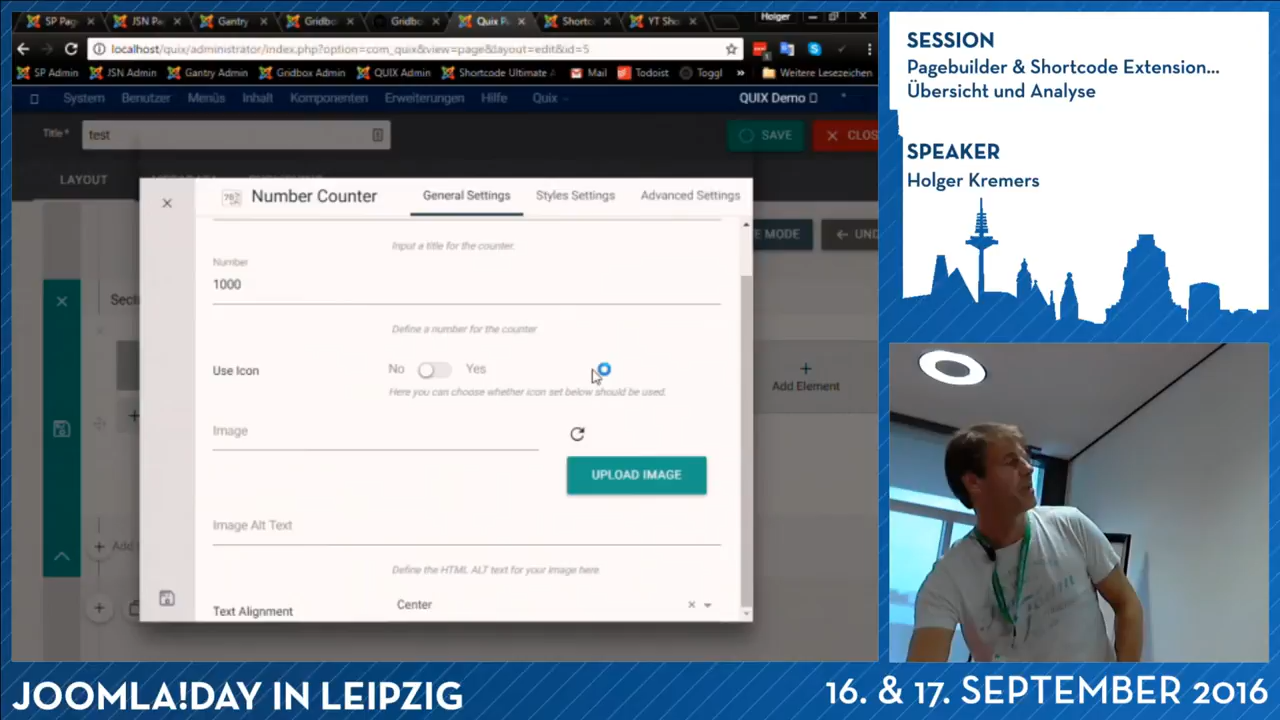 SP Pag
JSN P
Gantry
Gridb
Gridb
Quix P
Shortc
YT Sh
Holger
localhost/quix/administrator/index.php?option=com_quix&view=page&layout=edit&id=5
SP Admin
JSN Admin
Gantry Admin
Gridbox Admin
QUIX Admin
Shortcode Ultimate A
Mail
Todoist
Toggl
»
Weitere Lesezeichen
System
Benutzer
Menüs
Inhalt
Komponenten
Erweiterungen
Hilfe
Quix
QUIX Demo
Title *
test
SAVE
CLOS
LAYOUT
Number Counter
General Settings
Styles Settings
Advanced Settings
E MODE
UND
Input a title for the counter.
Number
1000
Secti
Define a number for the counter
Use Icon
No
Yes
Here you can choose whether icon set below should be used.
Add Element
Image
UPLOAD IMAGE
Image Alt Text
Add
Define the HTML ALT text for your image here
Text Alignment
Center
SESSION
Pagebuilder & Shortcode Extension...
Übersicht und Analyse
SPEAKER
Holger Kremers
JOOMLA!DAY IN LEIPZIG
16. & 17. SEPTEMBER 2016